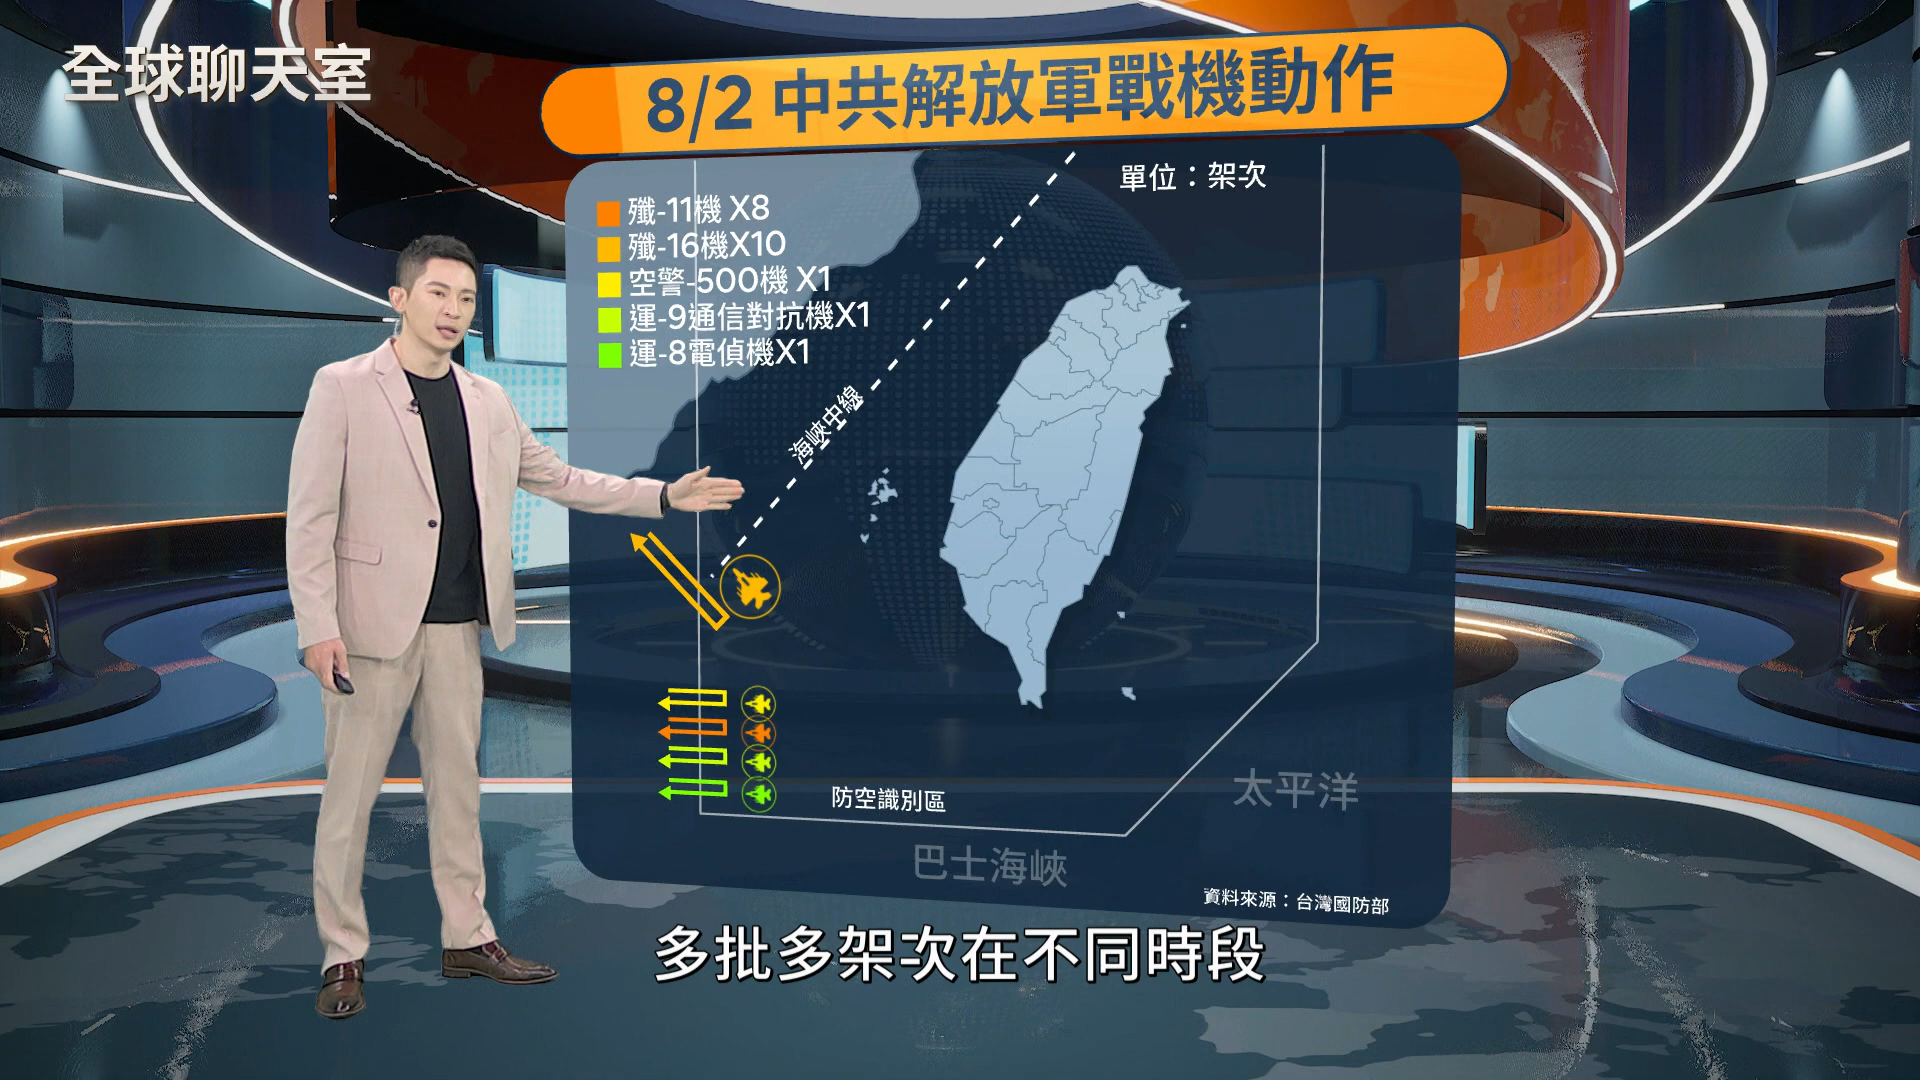 全球聊天室
8/2 中共解放軍戰機動作
單位：架次
殲-11機 X8
殲-16機X10
空警-500機 X1
運-9通信對抗機X1
運-8電偵機X1
海峽中線
防空識別區
太平洋
巴士海峽
資料來源：台灣國防部
多批多架次在不同時段